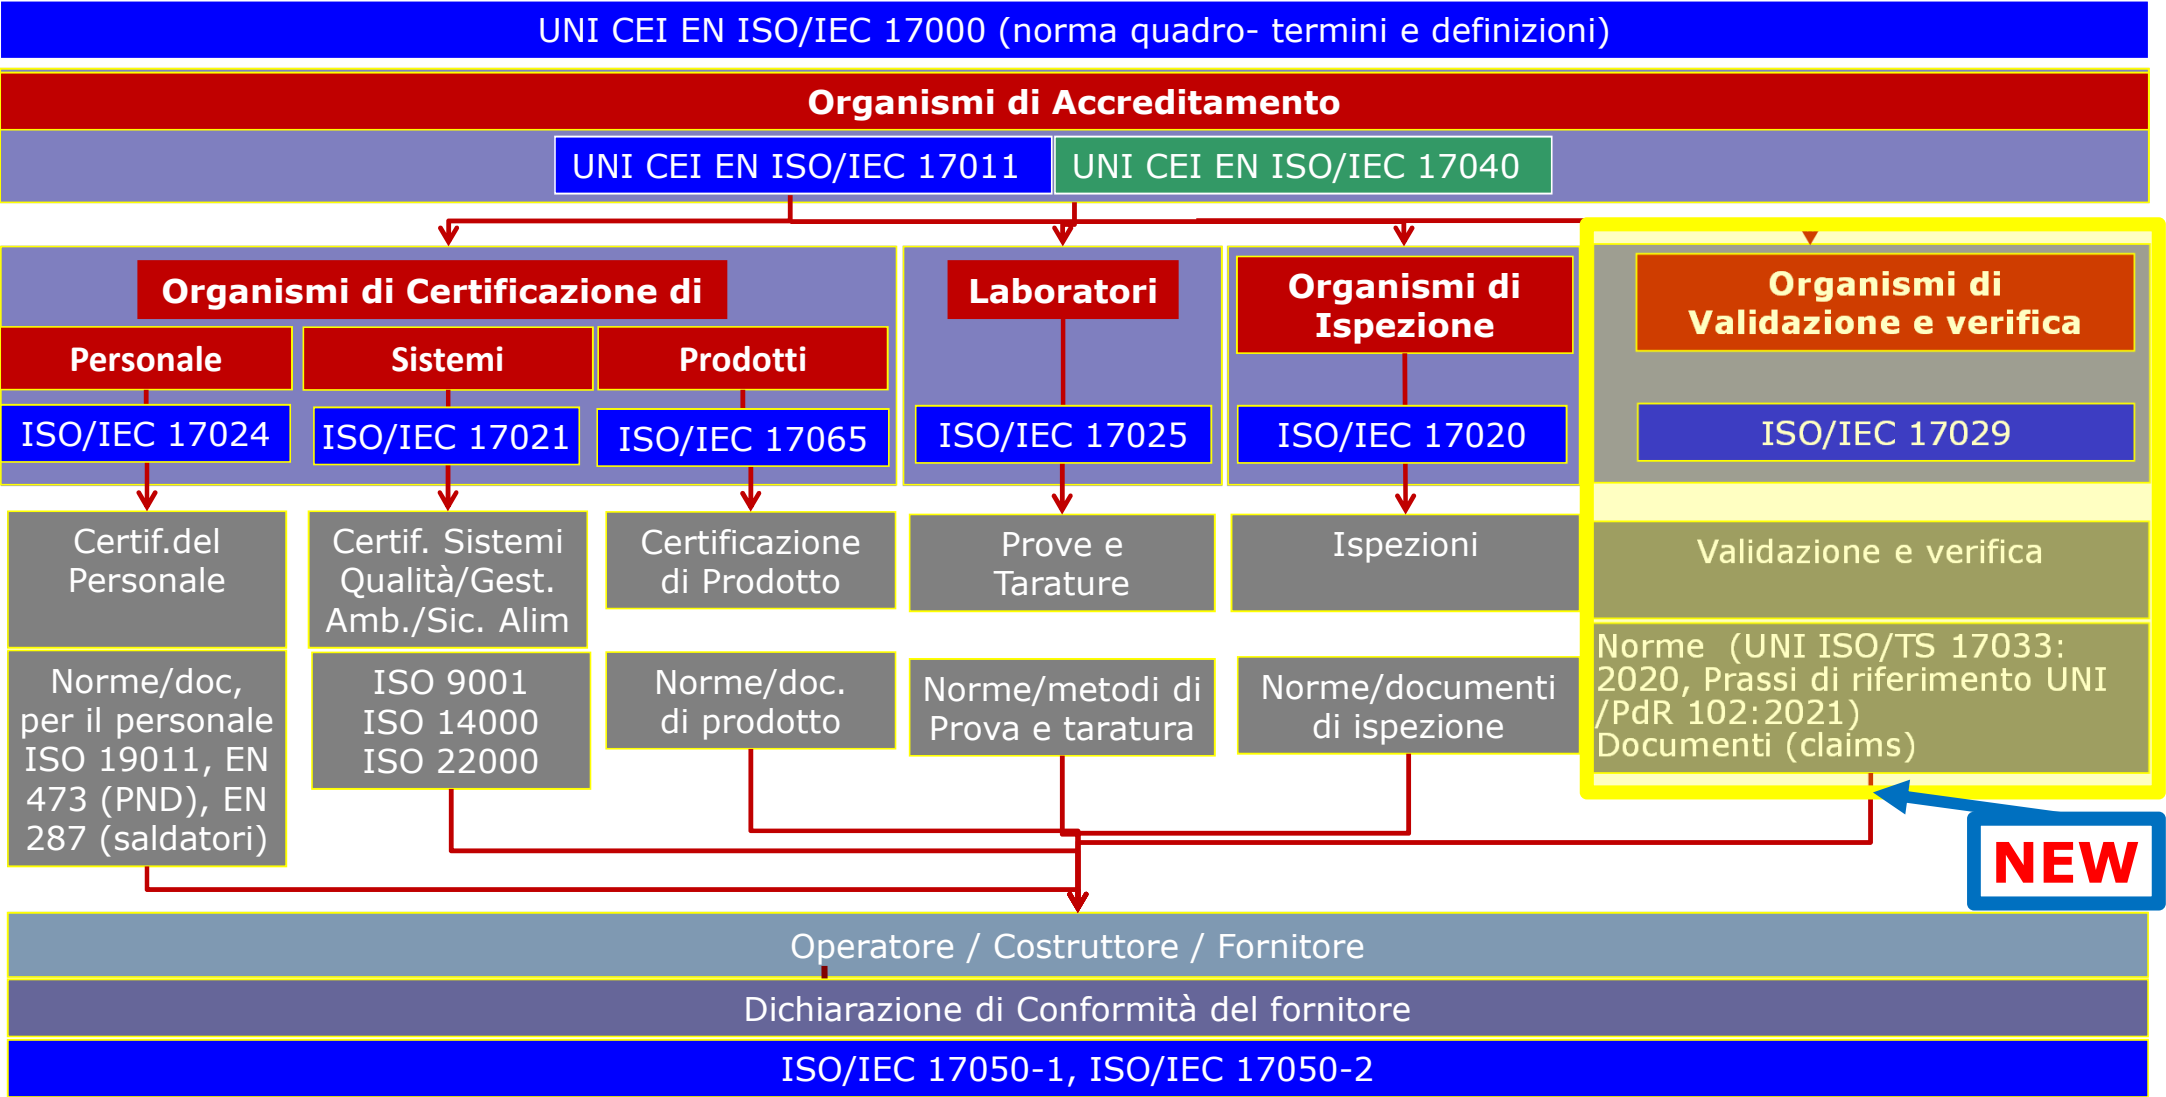 UNI CEI EN ISO/IEC 17000 (norma quadro- termini e definizioni)
Organismi di Accreditamento
UNI CEI EN ISO/IEC 17011
UNI CEI EN ISO/IEC 17040
Organismi di Certificazione di
Personale
Sistemi
Prodotti
ISO/IEC 17024
ISO/IEC 17021
ISO/IEC 17065
Laboratori
ISO/IEC 17025
Organismi di
Ispezione
ISO/IEC 17020
Organismi di
Validazione e verifica
ISO/IEC 17029
Certif.del
Personale
Certif. Sistemi
Qualità/Gest.
Amb./Sic. Alim
Certificazione
di Prodotto
Prove e
Tarature
Ispezioni
Validazione e verifica
Norme/doc,
per il personale
ISO 19011, EN
473 (PND), EN
287 (saldatori)
ISO 9001
ISO 14000
ISO 22000
Norme/doc.
di prodotto
Norme/metodi di
Prova e taratura
Norme/documenti
di ispezione
Norme (UNI ISO/TS 17033:
2020, Prassi di riferimento UNI
/PdR 102:2021)
Documenti (claims)
NEW
Operatore / Costruttore / Fornitore
Dichiarazione di Conformità del fornitore
ISO/IEC 17050-1, ISO/IEC 17050-2